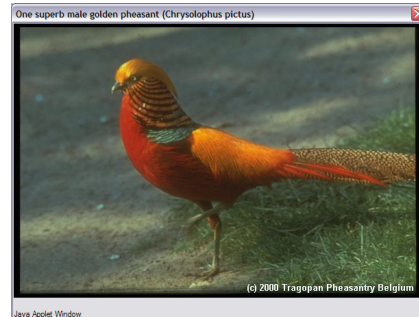 One superb male golden pheasant (Chrysolophus pictus)
(c) 2000 Tragopan Pheasantry Belgium
Java Applet Window